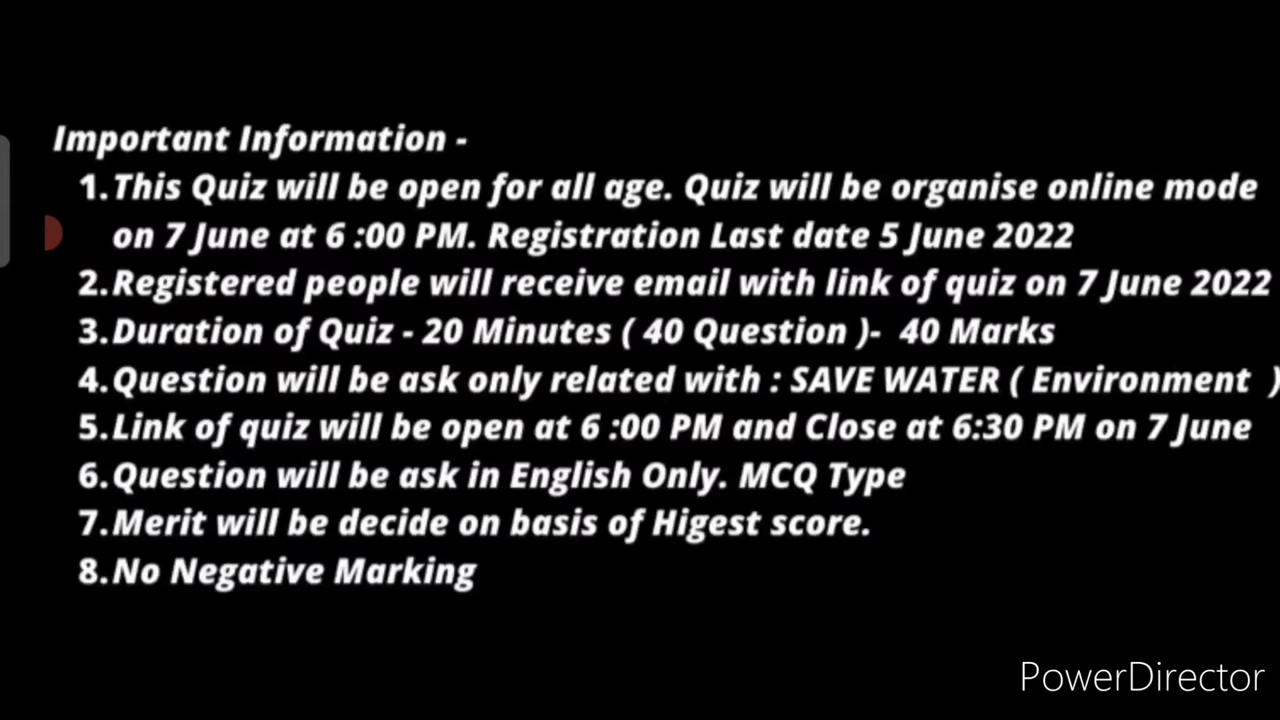 Important Information -
1. This Quiz will be open for all age. Quiz will be organise online mode
on 7 June at 6 :00 PM. Registration Last date 5 June 2022
2. Registered people will receive email with link of quiz on 7 June 2022
3. Duration of Quiz - 20 Minutes ( 40 Question )- 40 Marks
4. Question will be ask only related with : SAVE WATER ( Environment )
5. Link of quiz will be open at 6 :00 PM and Close at 6:30 PM on 7 June
6. Question will be ask in English Only. MCQ Type
7. Merit will be decide on basis of Higest score.
8. No Negative Marking
PowerDirector